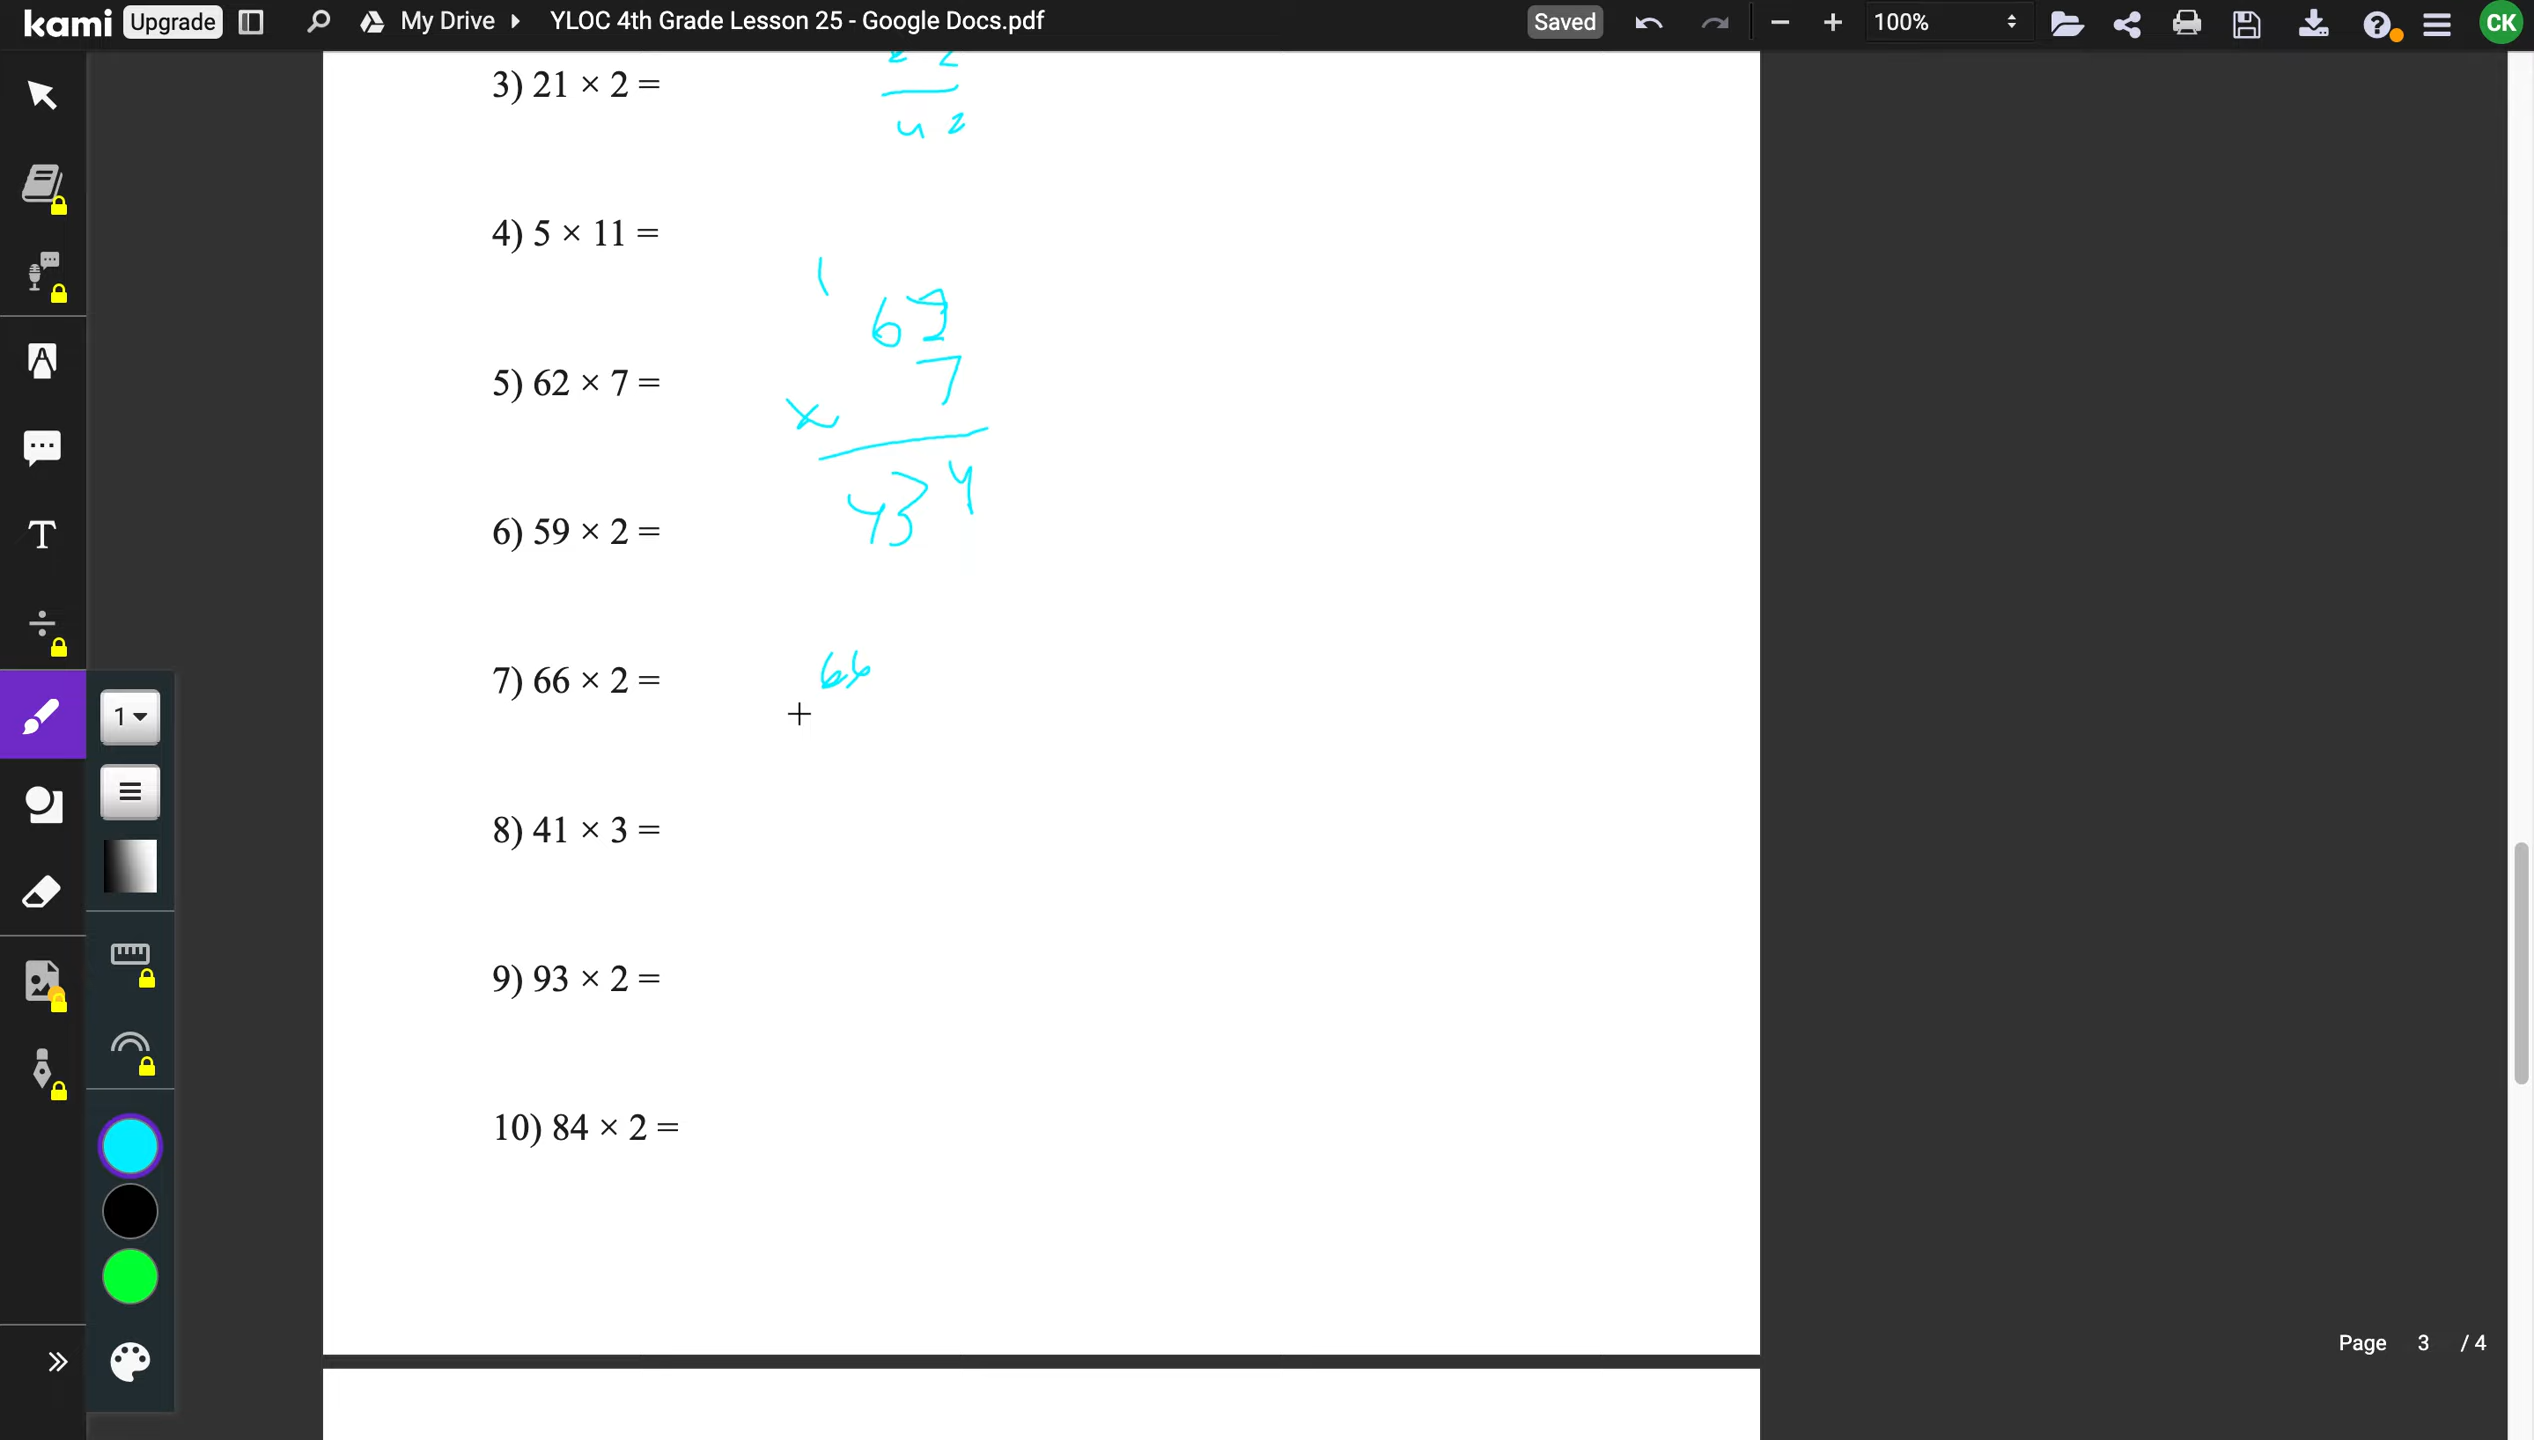 kami Upgrade My Drive YLOC 4th Grade Lesson 25 - Google Docs.pdf Saved 100% CK
3) 21 × 2 =
42
4) 5 × 11 =
1
62
7
5) 62 × 7 =
x
434
6) 59 × 2 =
7) 66 × 2 =
66
1
8) 41 × 3 =
9) 93 × 2 =
10) 84 × 2 =
Page 3 / 4